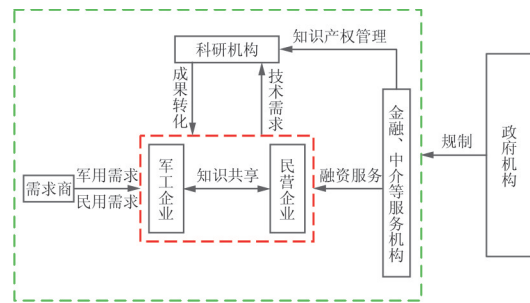 科研机构
知识产权管理
成果转化
技术需求
金融、中介等服务机构
政府机构
规制
需求商
军用需求
民用需求
军工企业
知识共享
民营企业
融资服务